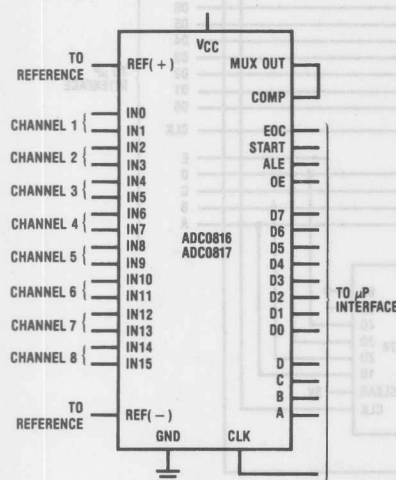 VCC
TO
REFERENCE
REF(+)
MUX OUT
COMP
CHANNEL 1 {
IN0
IN1
CHANNEL 2 {
IN2
IN3
CHANNEL 3 {
IN4
IN5
CHANNEL 4 {
IN6
IN7
CHANNEL 5 {
IN8
IN9
CHANNEL 6 {
IN10
IN11
CHANNEL 7 {
IN12
IN13
CHANNEL 8 {
IN14
IN15
ADC0816
ADC0817
EOC
START
ALE
OE
D7
D6
D5
D4
D3
D2
D1
D0
D
C
B
A
TO µP
INTERFACE
TO
REFERENCE
REF(−)
GND
CLK